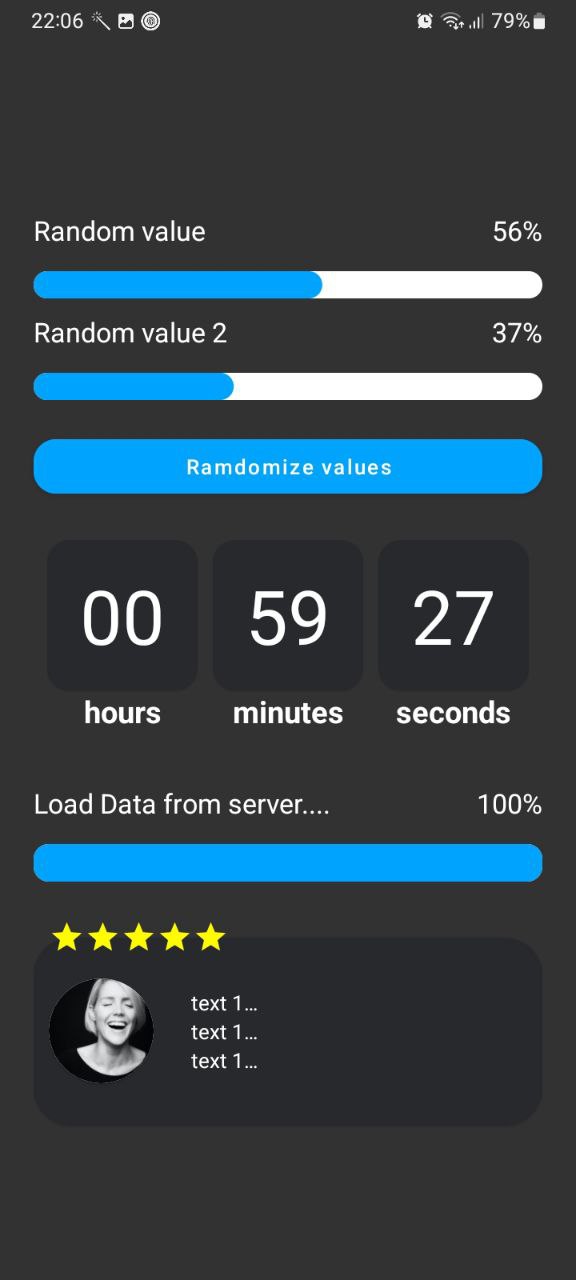 22:06 79%
Random value 56%
Random value 2 37%
Ramdomize values
00 59 27
hours minutes seconds
Load Data from server.... 100%
text 1...
text 1...
text 1...